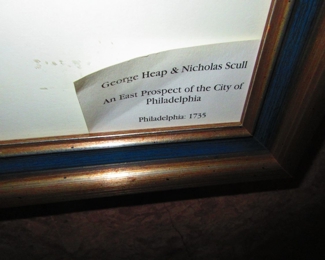 George Heap & Nicholas Scull
An East Prospect of the City of
Philadelphia
Philadelphia: 1735